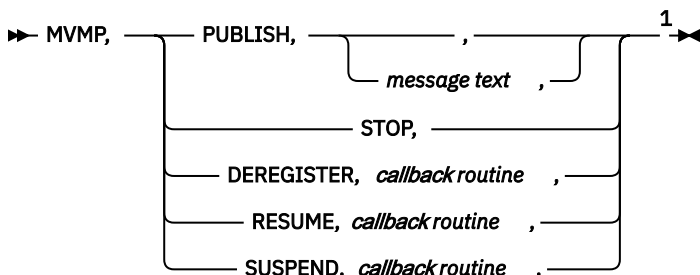 1
MVMP, PUBLISH, ,
message text ,
STOP,
DEREGISTER, callback routine ,
RESUME, callback routine ,
SUSPEND, callback routine ,